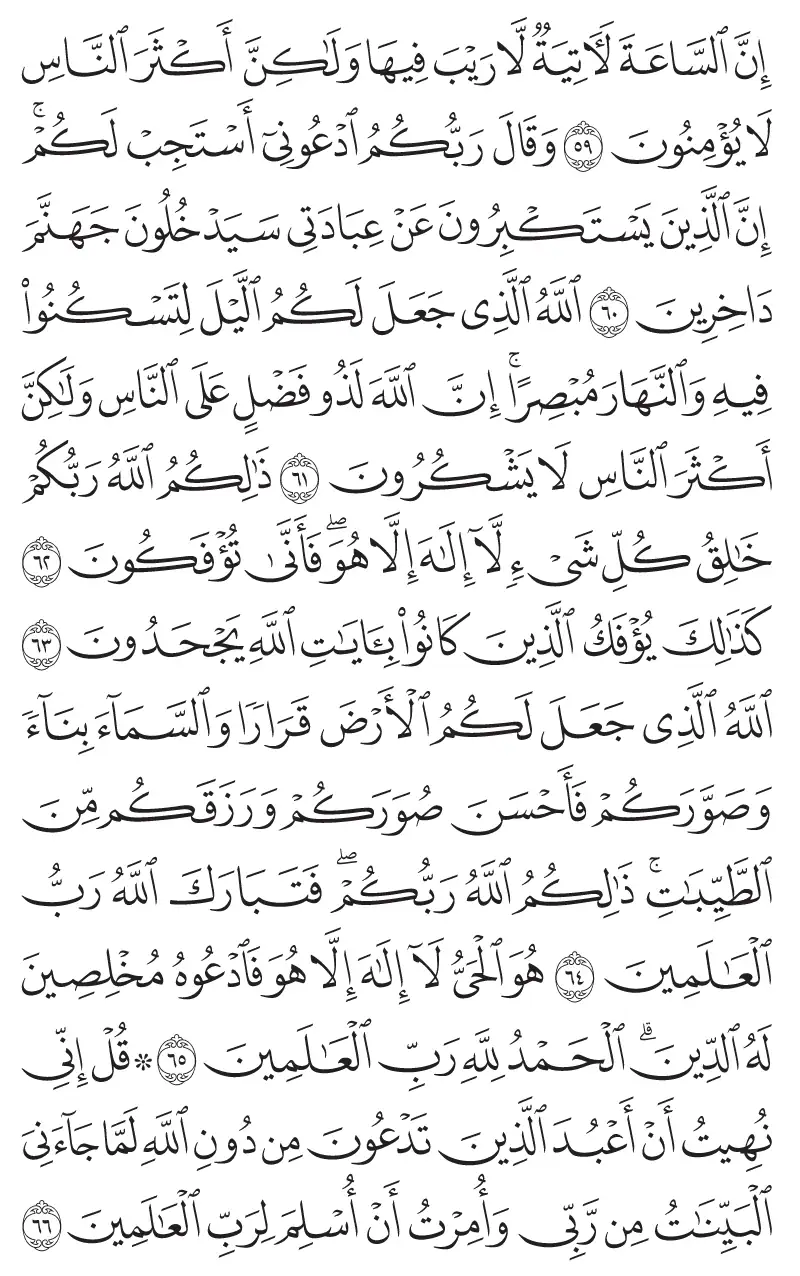 إِنَّ ٱلسَّاعَةَ لَـَٔاتِيَةٌ لَّا رَيْبَ فِيهَا وَلَـٰكِنَّ أَكْثَرَ ٱلنَّاسِ
لَا يُؤْمِنُونَ ٥٩ وَقَالَ رَبُّكُمُ ٱدْعُونِىٓ أَسْتَجِبْ لَكُمْ ۚ
إِنَّ ٱلَّذِينَ يَسْتَكْبِرُونَ عَنْ عِبَادَتِى سَيَدْخُلُونَ جَهَنَّمَ
دَاخِرِينَ ٦٠ ٱللَّهُ ٱلَّذِى جَعَلَ لَكُمُ ٱلَّيْلَ لِتَسْكُنُوا۟
فِيهِ وَٱلنَّهَارَ مُبْصِرًا ۚ إِنَّ ٱللَّهَ لَذُو فَضْلٍ عَلَى ٱلنَّاسِ وَلَـٰكِنَّ
أَكْثَرَ ٱلنَّاسِ لَا يَشْكُرُونَ ٦١ ذَٰلِكُمُ ٱللَّهُ رَبُّكُمْ
خَـٰلِقُ كُلِّ شَىْءٍ لَّآ إِلَـٰهَ إِلَّا هُوَ ۖ فَأَنَّىٰ تُؤْفَكُونَ ٦٢
كَذَٰلِكَ يُؤْفَكُ ٱلَّذِينَ كَانُوا۟ بِـَٔايَـٰتِ ٱللَّهِ يَجْحَدُونَ ٦٣
ٱللَّهُ ٱلَّذِى جَعَلَ لَكُمُ ٱلْأَرْضَ قَرَارًا وَٱلسَّمَآءَ بِنَآءً
وَصَوَّرَكُمْ فَأَحْسَنَ صُوَرَكُمْ وَرَزَقَكُم مِّنَ
ٱلطَّيِّبَـٰتِ ۚ ذَٰلِكُمُ ٱللَّهُ رَبُّكُمْ ۖ فَتَبَارَكَ ٱللَّهُ رَبُّ
ٱلْعَـٰلَمِينَ ٦٤ هُوَ ٱلْحَىُّ لَآ إِلَـٰهَ إِلَّا هُوَ فَٱدْعُوهُ مُخْلِصِينَ
لَهُ ٱلدِّينَ ۗ ٱلْحَمْدُ لِلَّهِ رَبِّ ٱلْعَـٰلَمِينَ ٦٥ * قُلْ إِنِّى
نُهِيتُ أَنْ أَعْبُدَ ٱلَّذِينَ تَدْعُونَ مِن دُونِ ٱللَّهِ لَمَّا جَآءَنِىَ
ٱلْبَيِّنَـٰتُ مِن رَّبِّى وَأُمِرْتُ أَنْ أُسْلِمَ لِرَبِّ ٱلْعَـٰلَمِينَ ٦٦